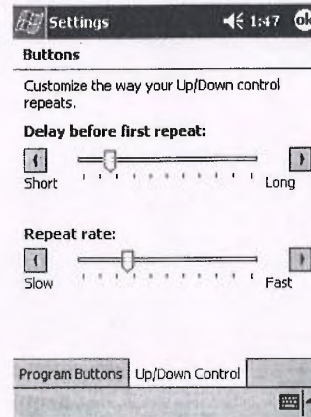 Settings 1:47 ok
Buttons
Customize the way your Up/Down control
repeats.
Delay before first repeat:
Short Long
Repeat rate:
Slow Fast
Program Buttons Up/Down Control